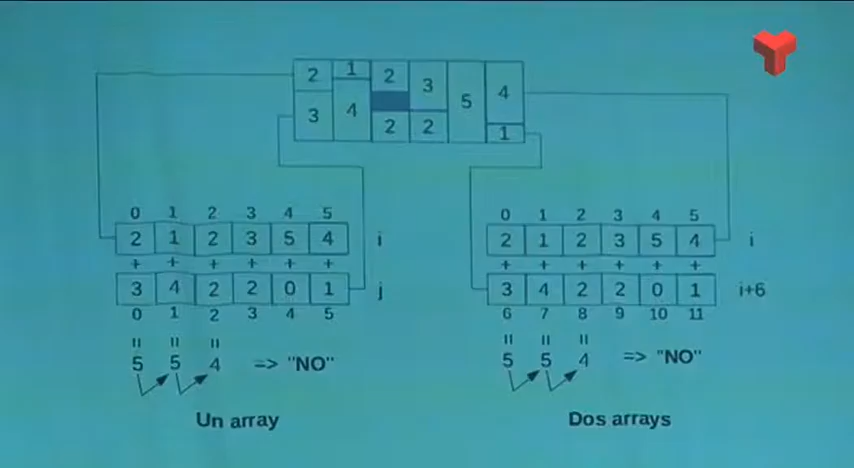 2 1 2 3 5 4
3 4 2 2 1
0 1 2 3 4 5
2 1 2 3 5 4 i
+ + + + + +
3 4 2 2 0 1 j
0 1 2 3 4 5
= = =
5 5 4 => "NO"
Un array
0 1 2 3 4 5
2 1 2 3 5 4 i
+ + + + + +
3 4 2 2 0 1 i+6
6 7 8 9 10 11
= = =
5 5 4 => "NO"
Dos arrays